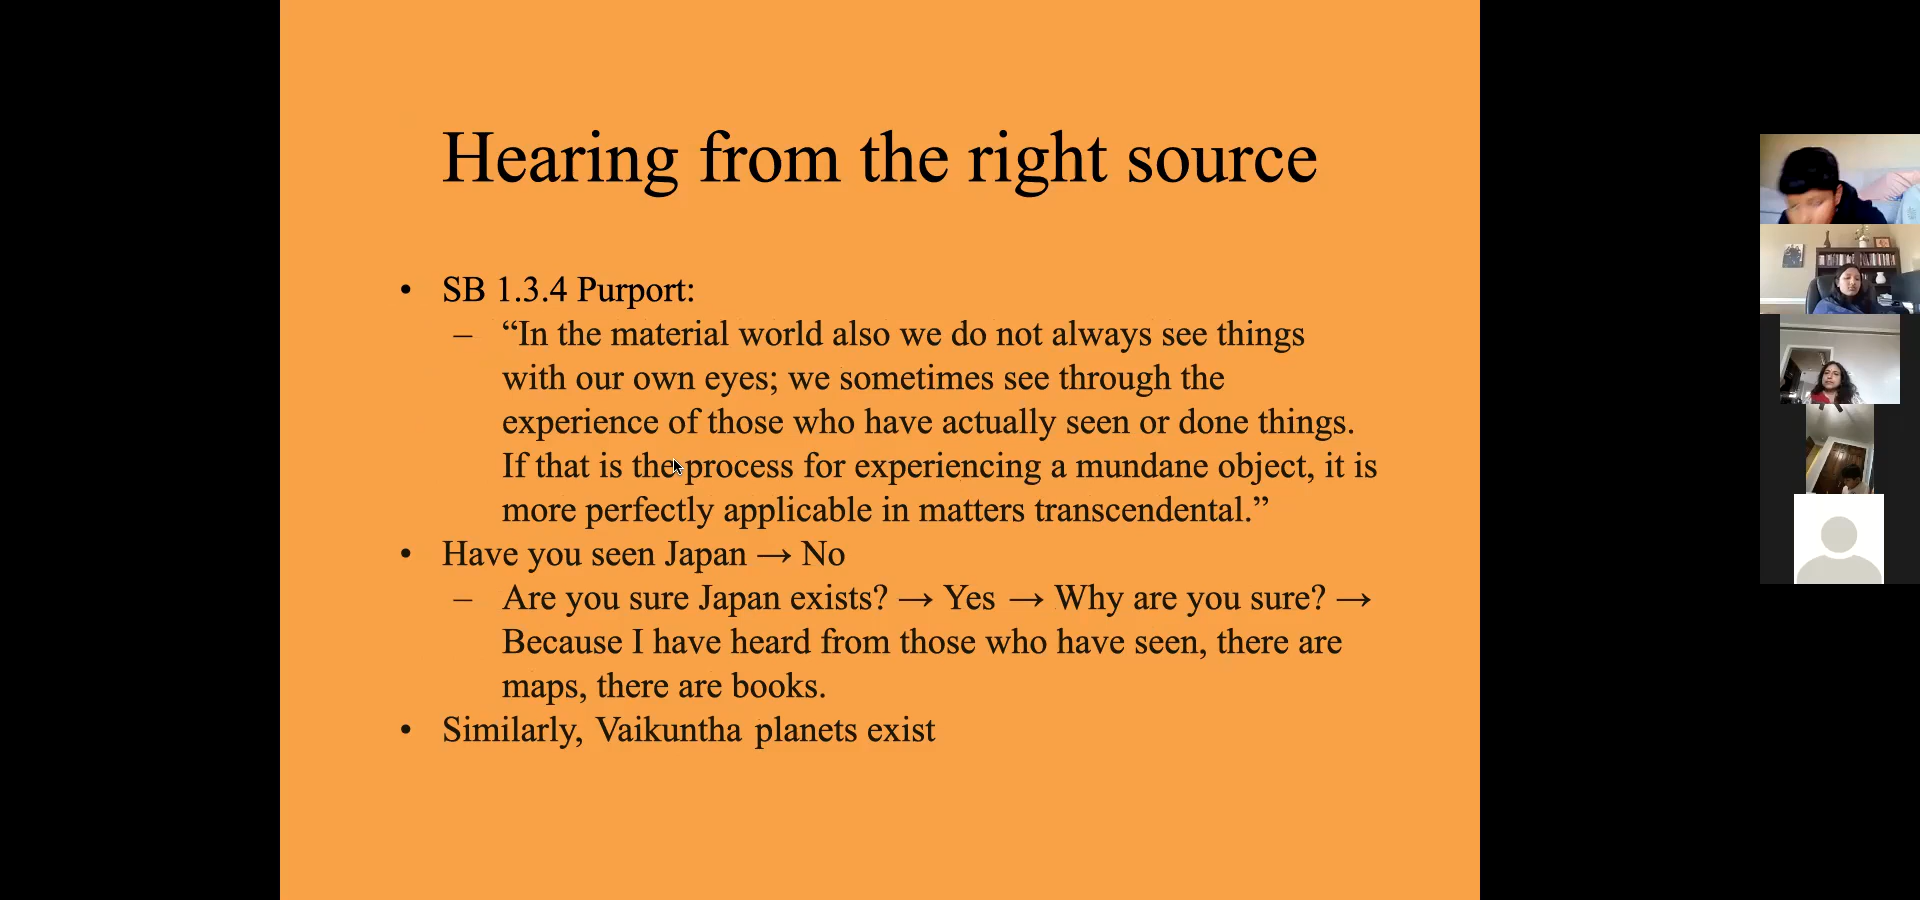 Hearing from the right source
• SB 1.3.4 Purport:
– “In the material world also we do not always see things
with our own eyes; we sometimes see through the
experience of those who have actually seen or done things.
If that is the process for experiencing a mundane object, it is
more perfectly applicable in matters transcendental.”
• Have you seen Japan → No
– Are you sure Japan exists? → Yes → Why are you sure? →
Because I have heard from those who have seen, there are
maps, there are books.
• Similarly, Vaikuntha planets exist